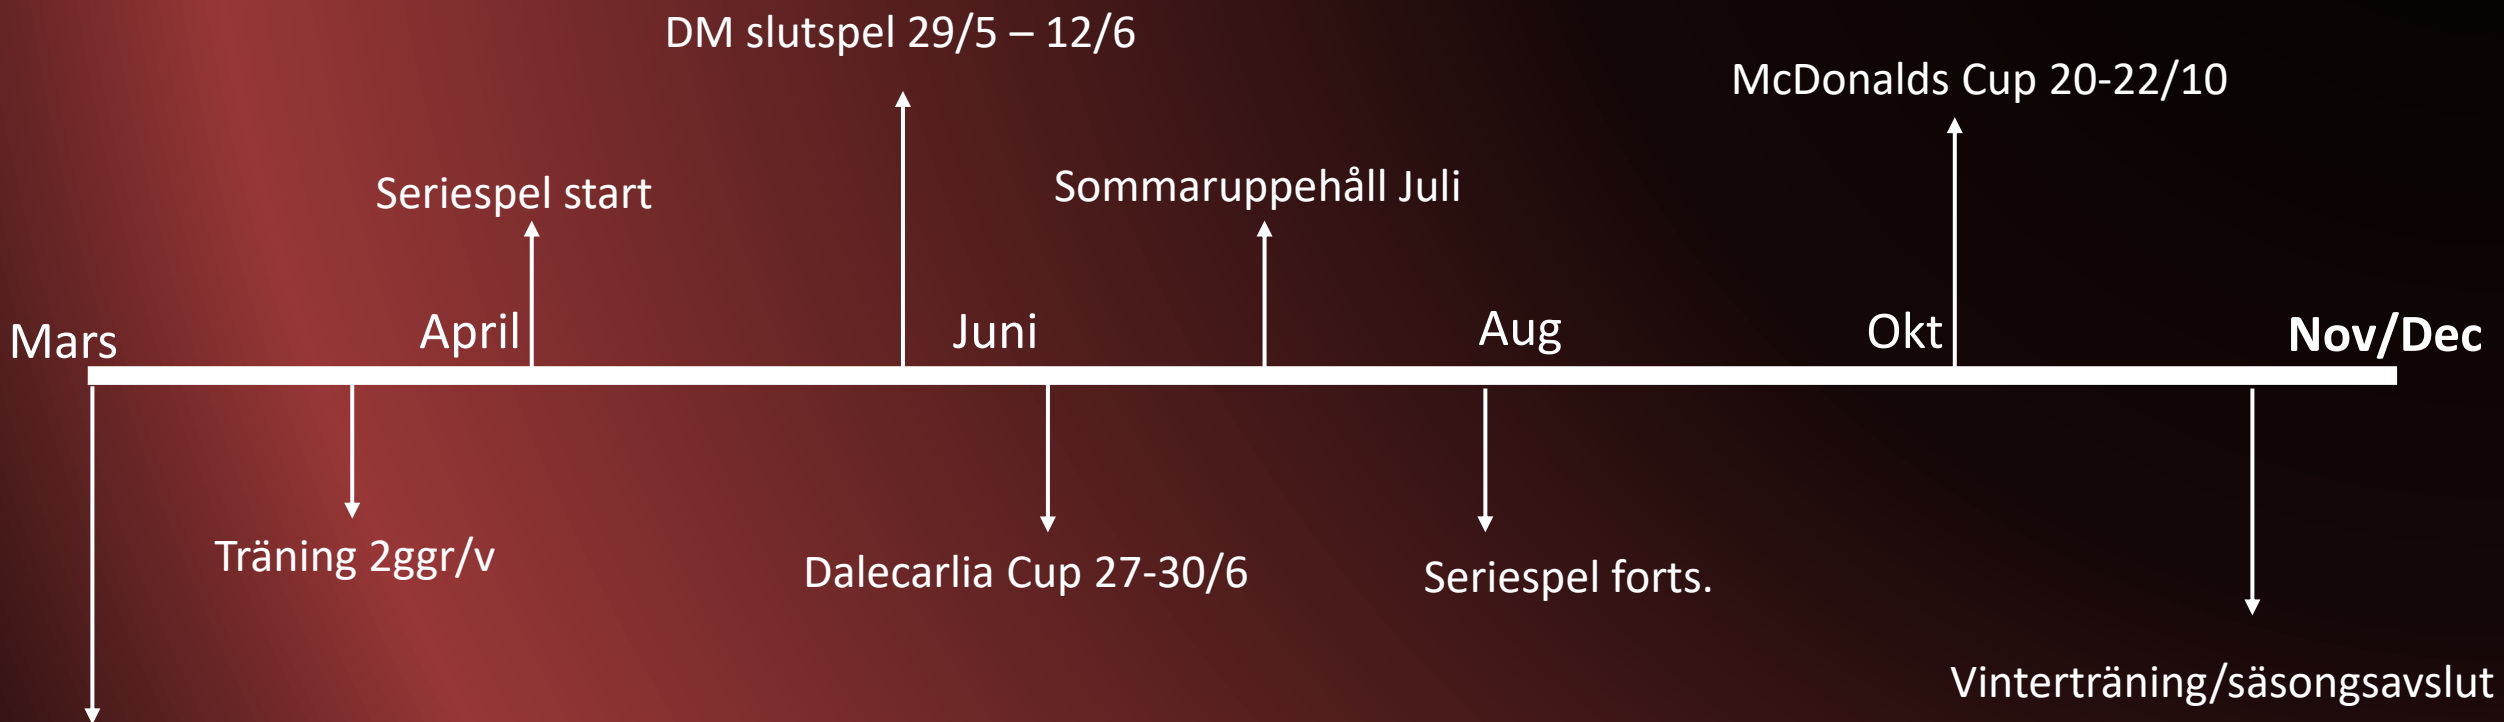 DM slutspel 29/5 – 12/6
McDonalds Cup 20-22/10
Seriespel start
Sommaruppehåll Juli
Mars
April
Juni
Aug
Okt
Nov/Dec
Träning 2ggr/v
Dalecarlia Cup 27-30/6
Seriespel forts.
Vinterträning/säsongsavslut